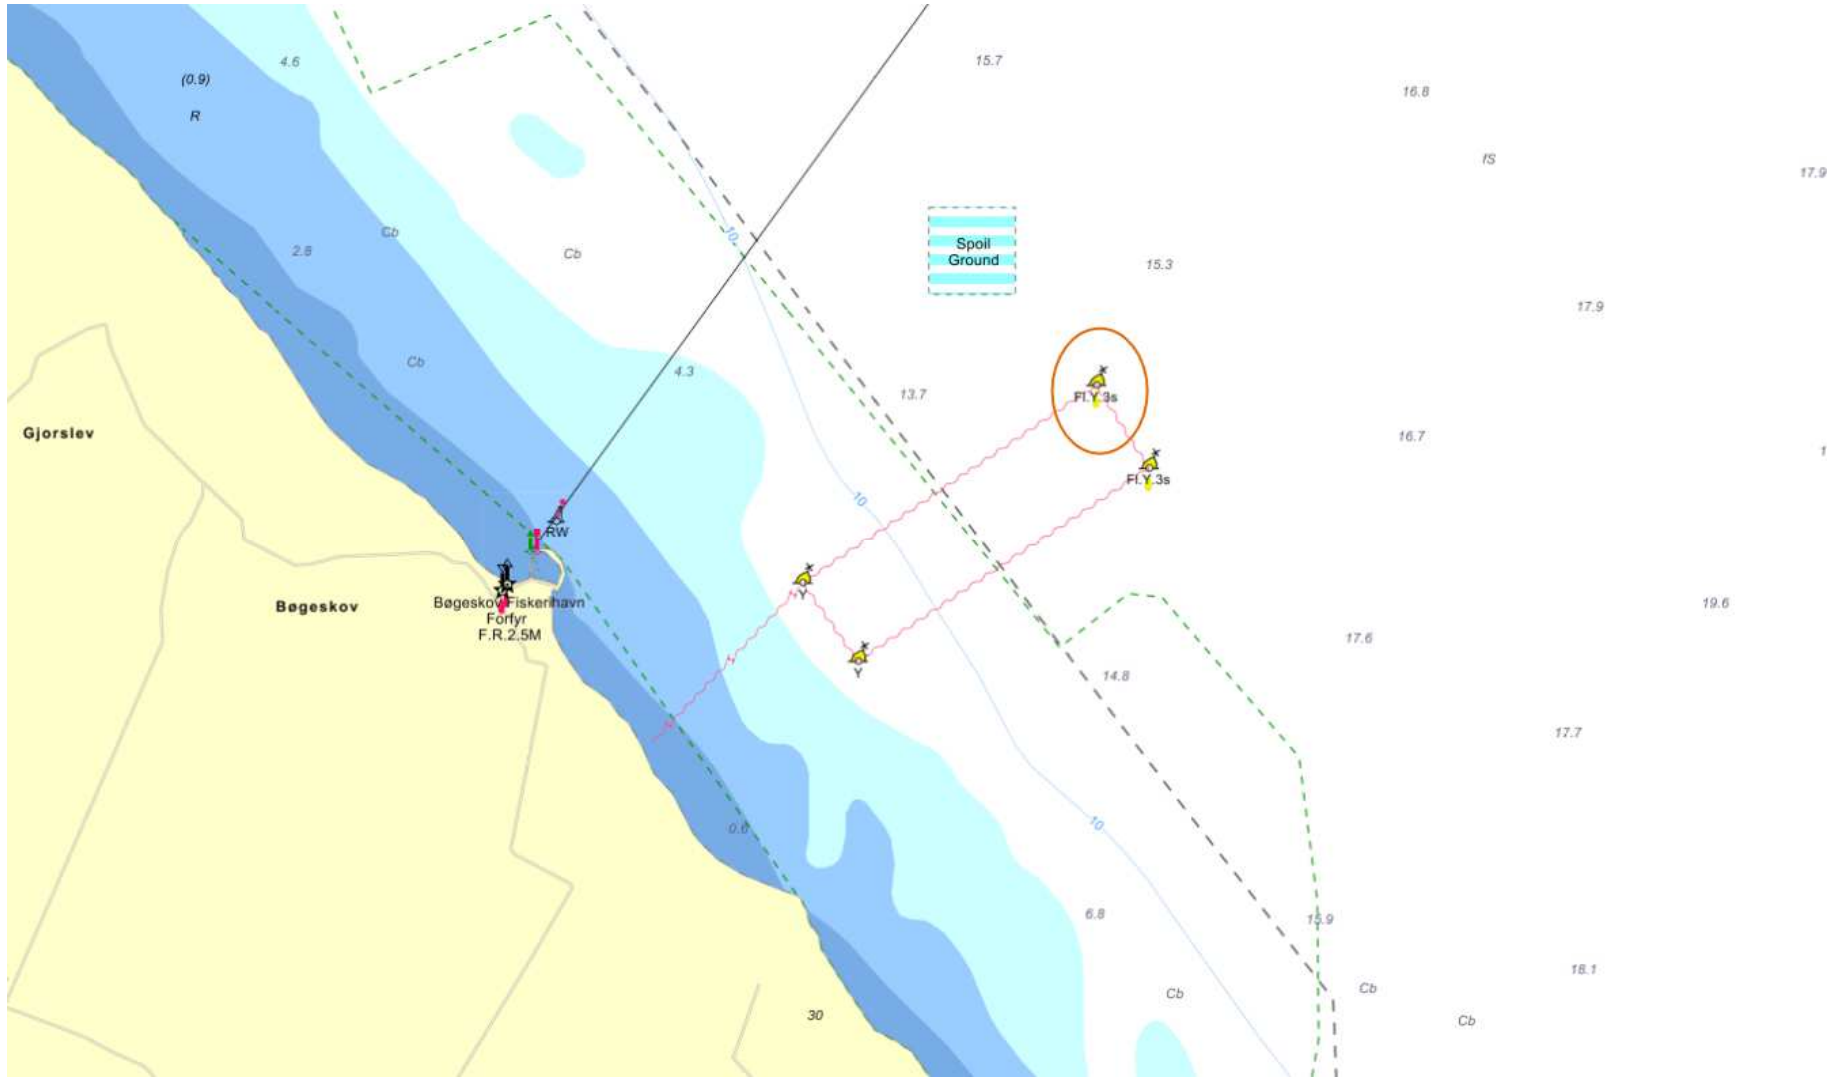 15.7
4.6
(0.9)
16.8
R
fS
17.9
Cb
10
2.8
Cb
Spoil
Ground
15.3
17.9
Cb
4.3
13.7
Fl.Y.3s
Gjorslev
16.7
1
Fl.Y.3s
10
RW
Y
Bøgeskov
Bøgeskov Fiskerihavn
Forfyr
F.R.2.5M
19.6
17.6
Y
14.8
17.7
10
0.6
6.8
15.9
18.1
Cb
Cb
30
Cb